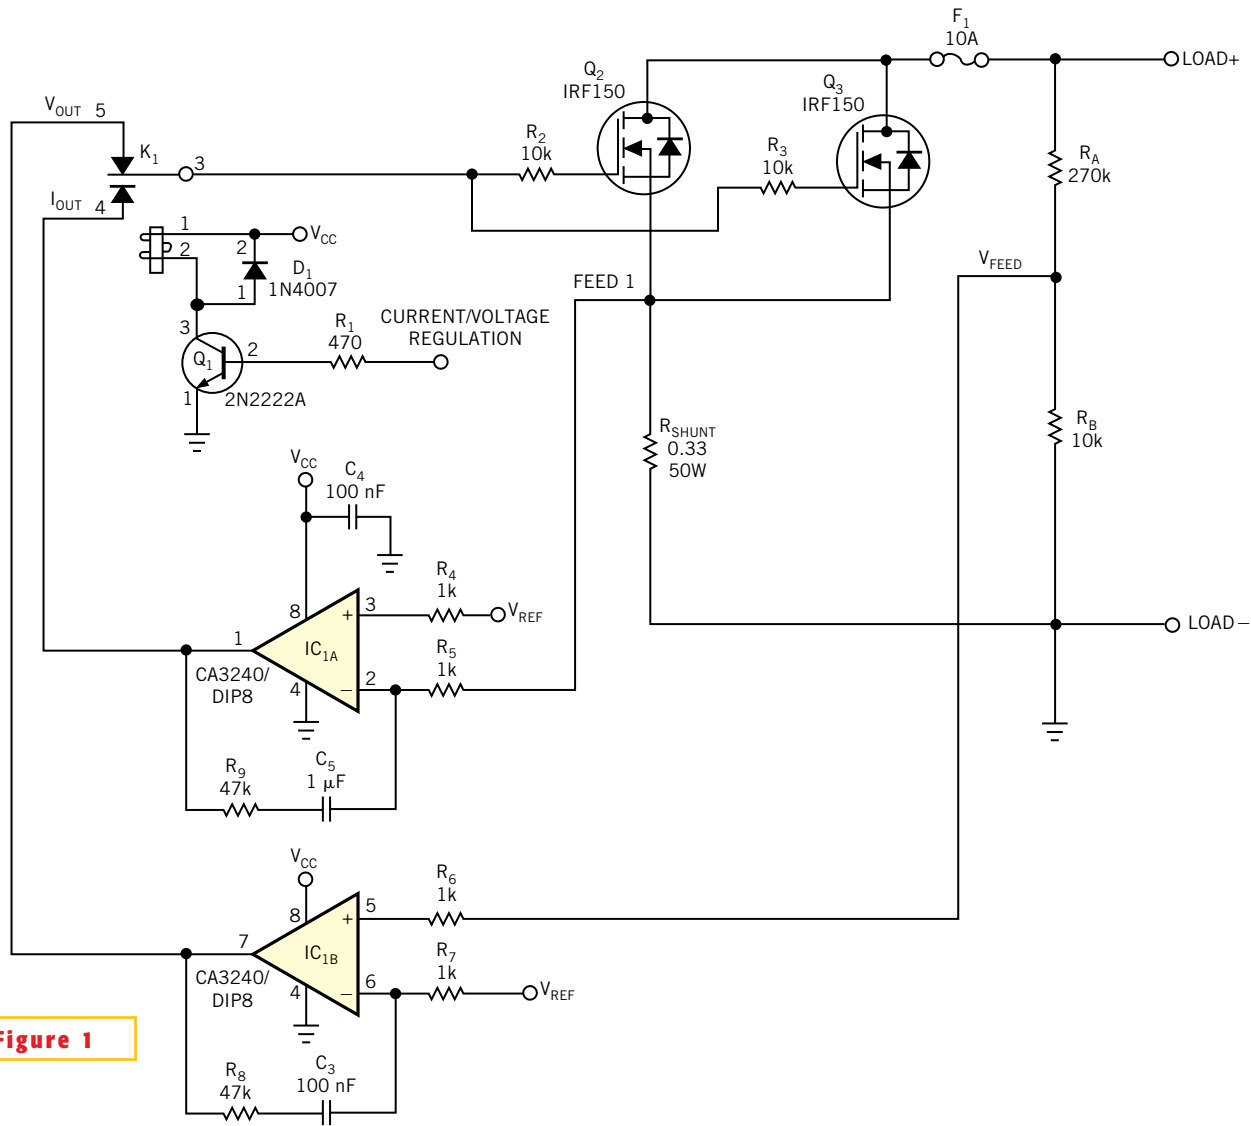 F1
10A
LOAD+
Q2
IRF150
Q3
IRF150
VOUT 5
K1
3
R2
10k
R3
10k
RA
270k
IOUT 4
1
VCC
2
2
D1
1N4007
1
VFEED
FEED 1
CURRENT/VOLTAGE
REGULATION
3
R1
470
Q1
2
1
2N2222A
RSHUNT
0.33
50W
RB
10k
VCC
C4
100 nF
R4
1k
8
+
3
VREF
LOAD–
1
IC1A
R5
1k
CA3240/
DIP8
4
–
2
C5
1 μF
R9
47k
VCC
R6
1k
8
+
5
7
IC1B
R7
1k
CA3240/
DIP8
4
–
6
VREF
Figure 1
C3
100 nF
R8
47k